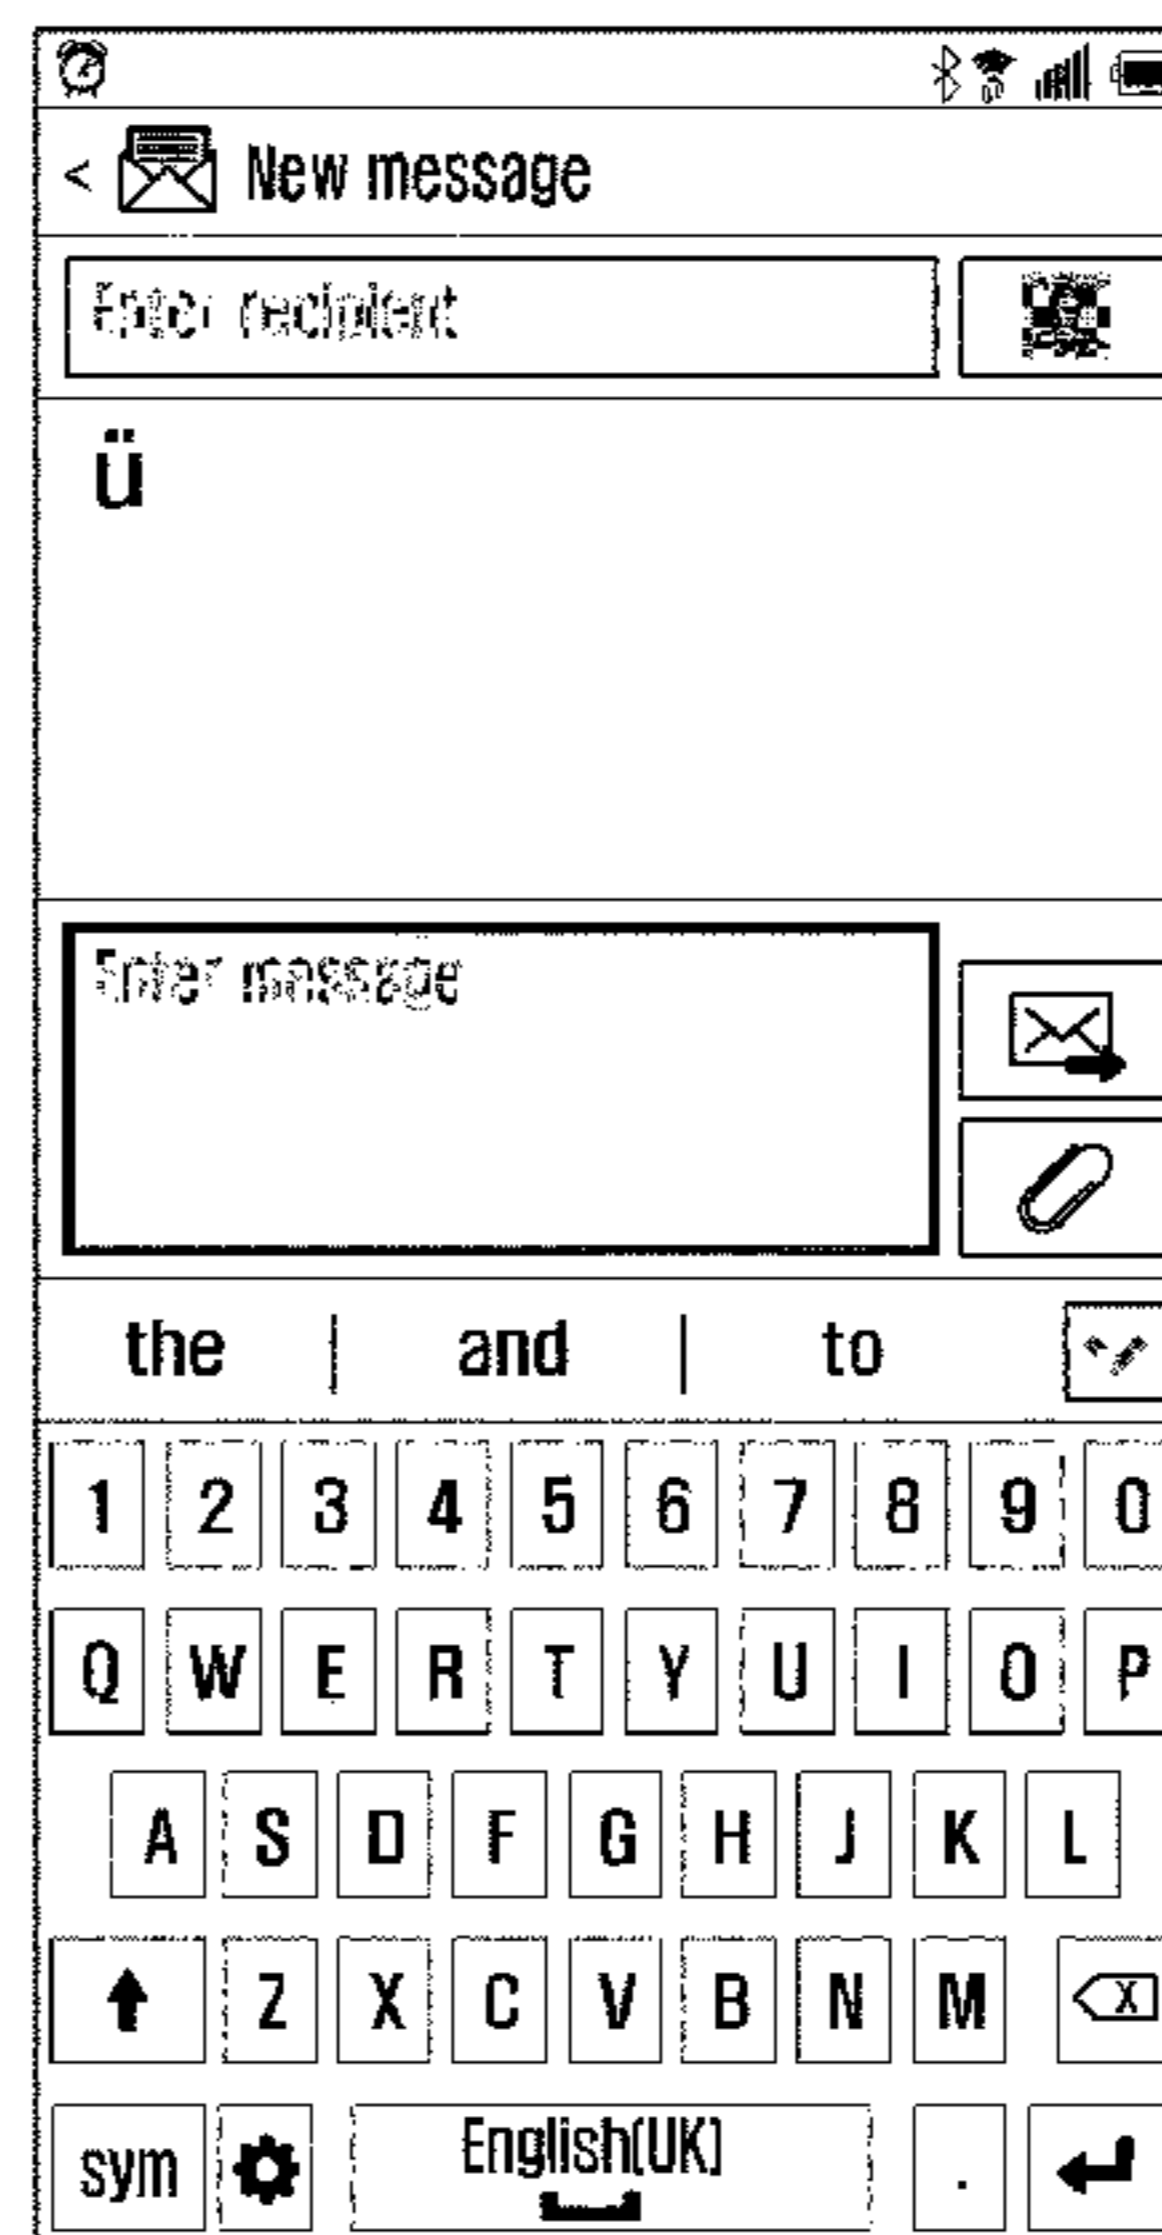 < New message
Enter recipient
ü
Enter message
the | and | to
1 2 3 4 5 6 7 8 9 0
Q W E R T Y U I O P
A S D F G H J K L
Z X C V B N M X
sym English(UK) .